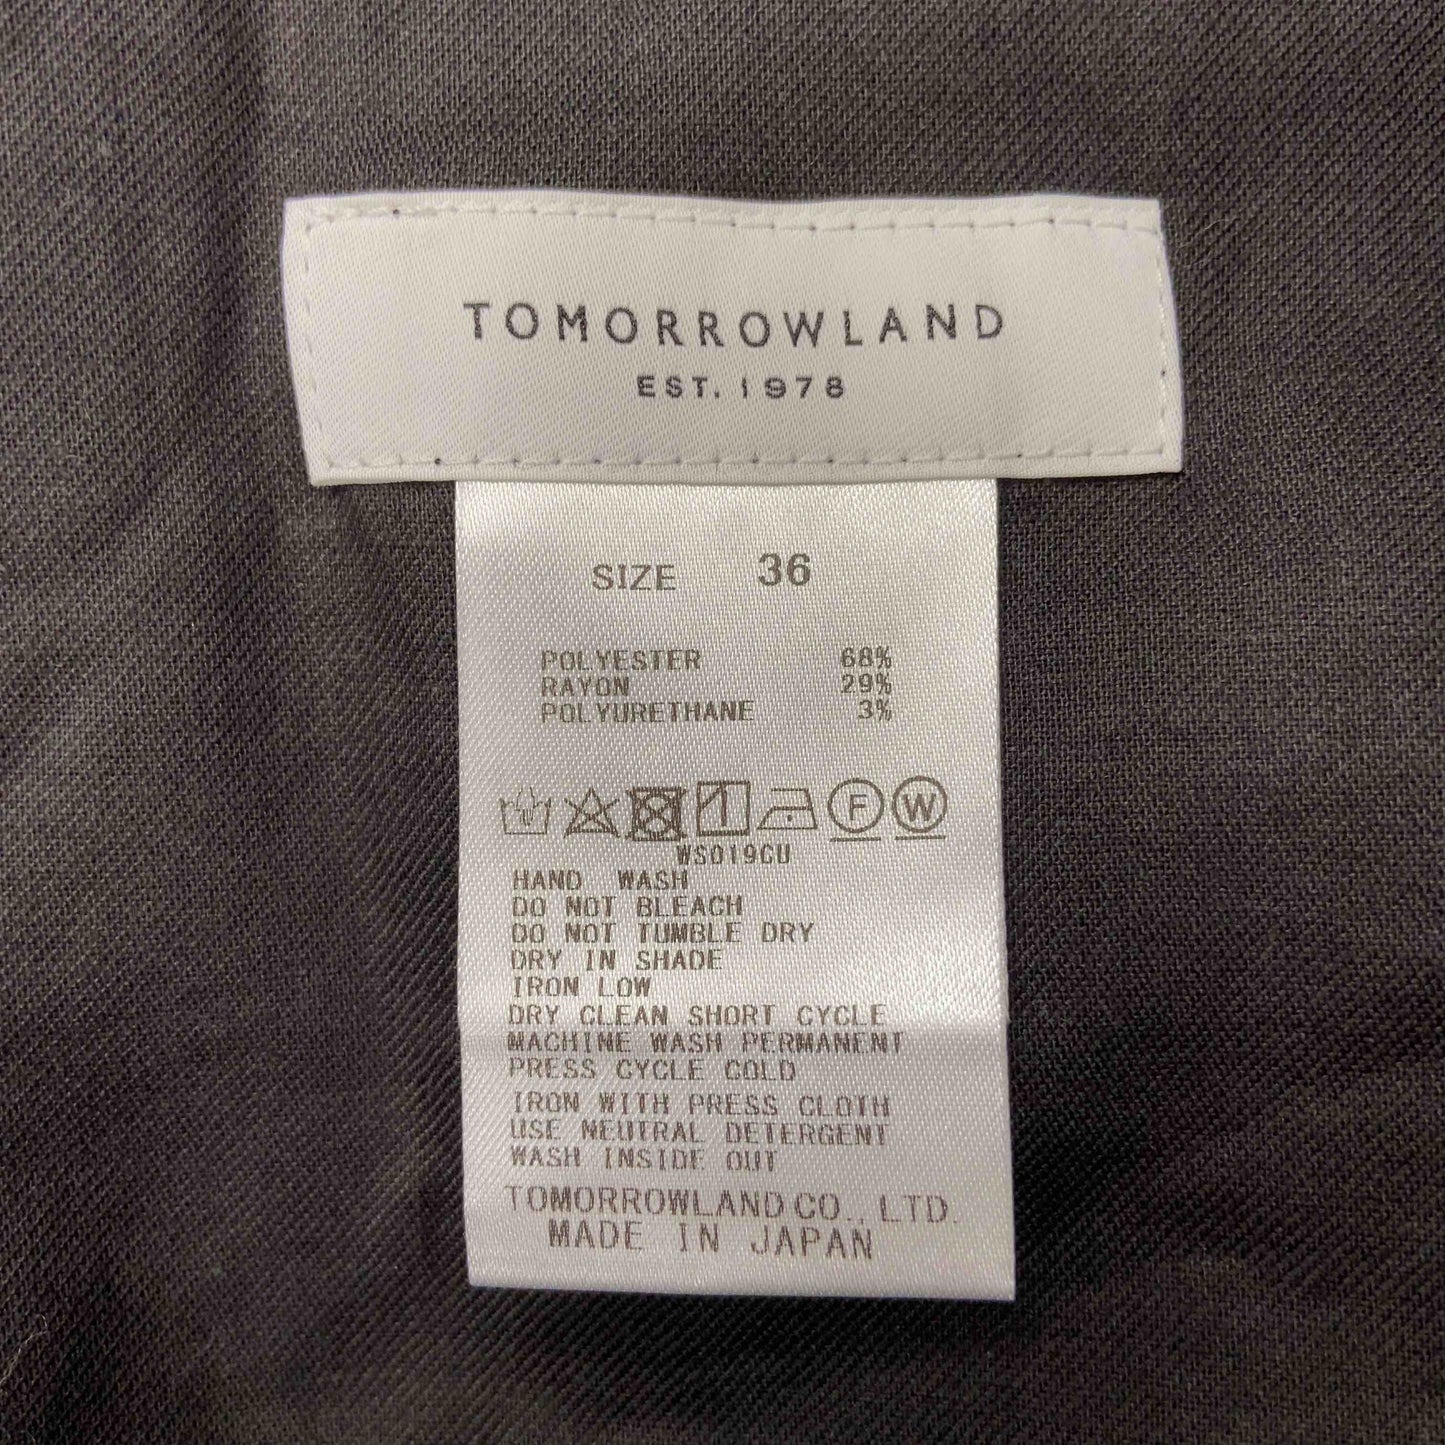 TOMORROWLAND
EST. 1978
SIZE 36
POLYESTER 68%
RAYON 29%
POLYURETHANE 3%
F W
WS019CU
HAND WASH
DO NOT BLEACH
DO NOT TUMBLE DRY
DRY IN SHADE
IRON LOW
DRY CLEAN SHORT CYCLE
MACHINE WASH PERMANENT
PRESS CYCLE COLD
IRON WITH PRESS CLOTH
USE NEUTRAL DETERGENT
WASH INSIDE OUT
TOMORROWLAND CO., LTD.
MADE IN JAPAN